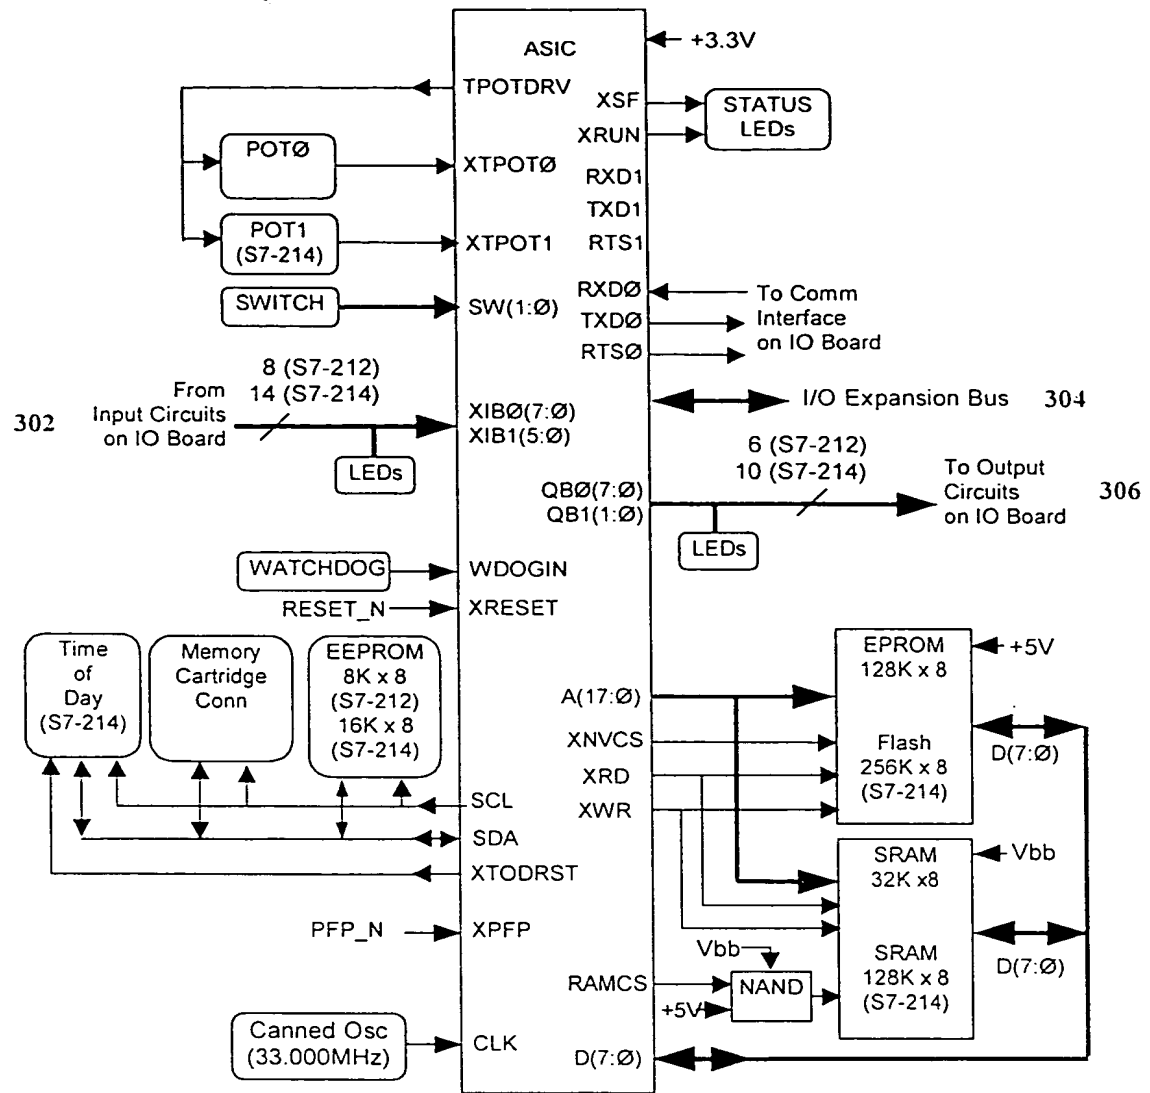 ASIC
+3.3V
TPOTDRV
XSF
STATUS
LEDs
XRUN
POTØ
XTPOTØ
RXD1
TXD1
POT1
(S7-214)
XTPOT1
RTS1
SWITCH
SW(1:Ø)
RXDØ
TXDØ
RTSØ
To Comm
Interface
on IO Board
8 (S7-212)
14 (S7-214)
302
From
Input Circuits
on IO Board
XIBØ(7:Ø)
XIB1(5:Ø)
LEDs
I/O Expansion Bus
304
6 (S7-212)
10 (S7-214)
QBØ(7:Ø)
QB1(1:Ø)
To Output
Circuits
on IO Board
306
LEDs
WATCHDOG
WDOGIN
RESET_N
XRESET
Time
of
Day
(S7-214)
Memory
Cartridge
Conn
EEPROM
8K x 8
(S7-212)
16K x 8
(S7-214)
EPROM
128K x 8
+5V
A(17:Ø)
XNVCS
Flash
256K x 8
(S7-214)
D(7:Ø)
XRD
XWR
SCL
SDA
XTODRST
SRAM
32K x8
Vbb
PFP_N
XPFP
SRAM
128K x 8
(S7-214)
D(7:Ø)
Vbb
RAMCS
NAND
+5V
Canned Osc
(33.000MHz)
CLK
D(7:Ø)